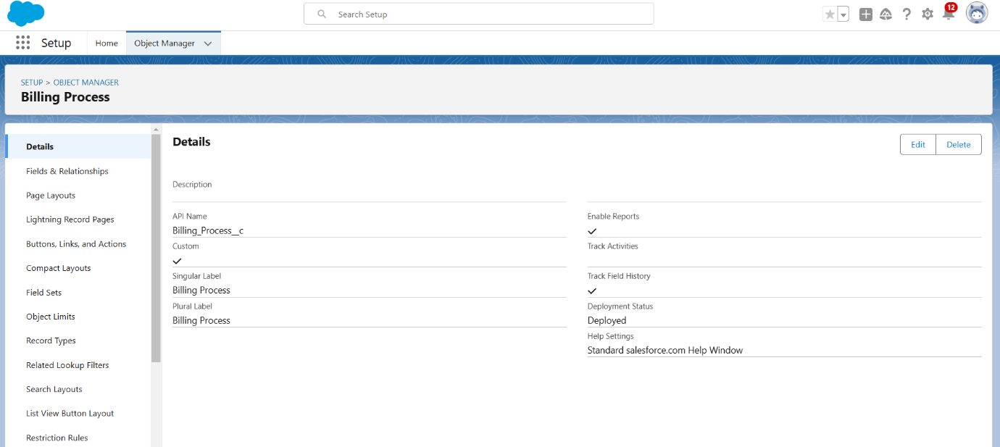 Search Setup
12
Setup
Home
Object Manager
SETUP > OBJECT MANAGER
Billing Process
Details
Fields & Relationships
Page Layouts
Lightning Record Pages
Buttons, Links, and Actions
Compact Layouts
Field Sets
Object Limits
Record Types
Related Lookup Filters
Search Layouts
List View Button Layout
Restriction Rules
Details
Edit
Delete
Description
API Name
Billing_Process__c
Custom
Singular Label
Billing Process
Plural Label
Billing Process
Enable Reports
Track Activities
Track Field History
Deployment Status
Deployed
Help Settings
Standard salesforce.com Help Window